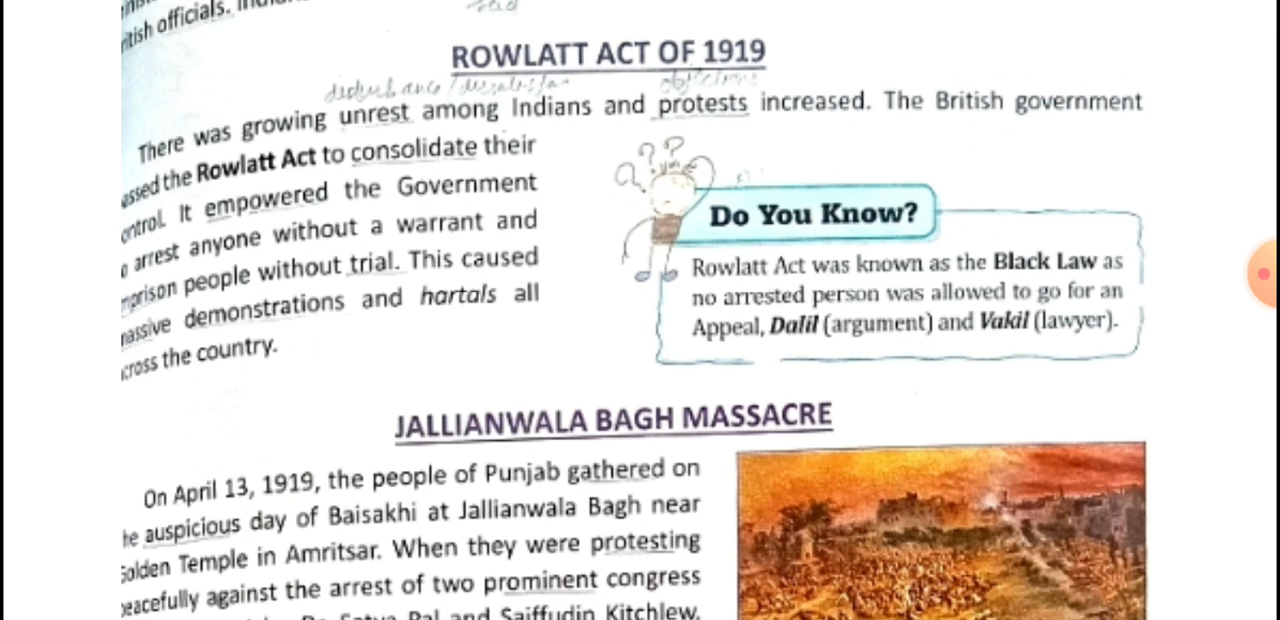 itish officials.
sad
ROWLATT ACT OF 1919
There was growing unrest among Indians and protests increased. The British government
assed the Rowlatt Act to consolidate their
ontrol. It empowered the Government
o arrest anyone without a warrant and
mprison people without trial. This caused
massive demonstrations and hartals all
cross the country.
? ? ?
Do You Know?
Rowlatt Act was known as the Black Law as
no arrested person was allowed to go for an
Appeal, Dalil (argument) and Vakil (lawyer).
JALLIANWALA BAGH MASSACRE
On April 13, 1919, the people of Punjab gathered on
he auspicious day of Baisakhi at Jallianwala Bagh near
Golden Temple in Amritsar. When they were protesting
peacefully against the arrest of two prominent congress
Satya Pal and Saiffudin Kitchlew.